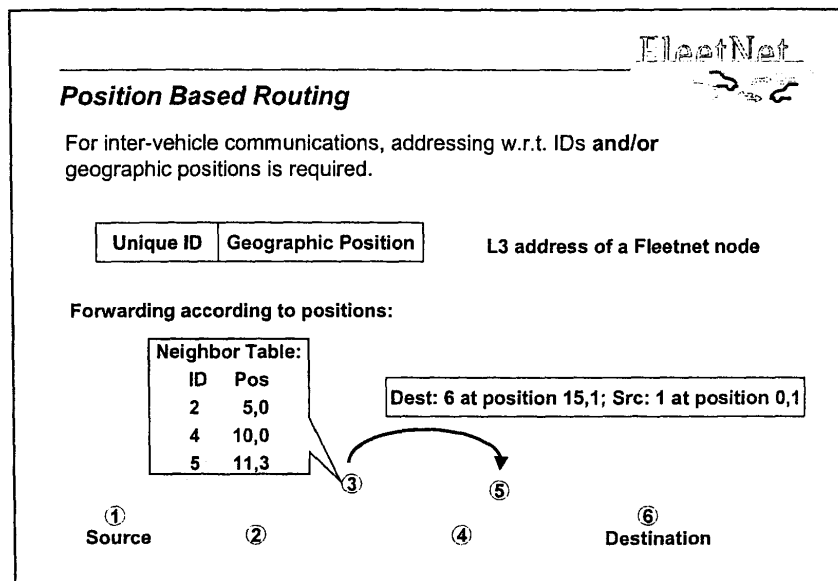 FleetNet
Position Based Routing
For inter-vehicle communications, addressing w.r.t. IDs and/or
geographic positions is required.
Unique ID Geographic Position L3 address of a Fleetnet node
Forwarding according to positions:
Neighbor Table:
ID Pos
2 5,0
4 10,0
5 11,3
Dest: 6 at position 15,1; Src: 1 at position 0,1
3
5
1
Source
2
4
6
Destination